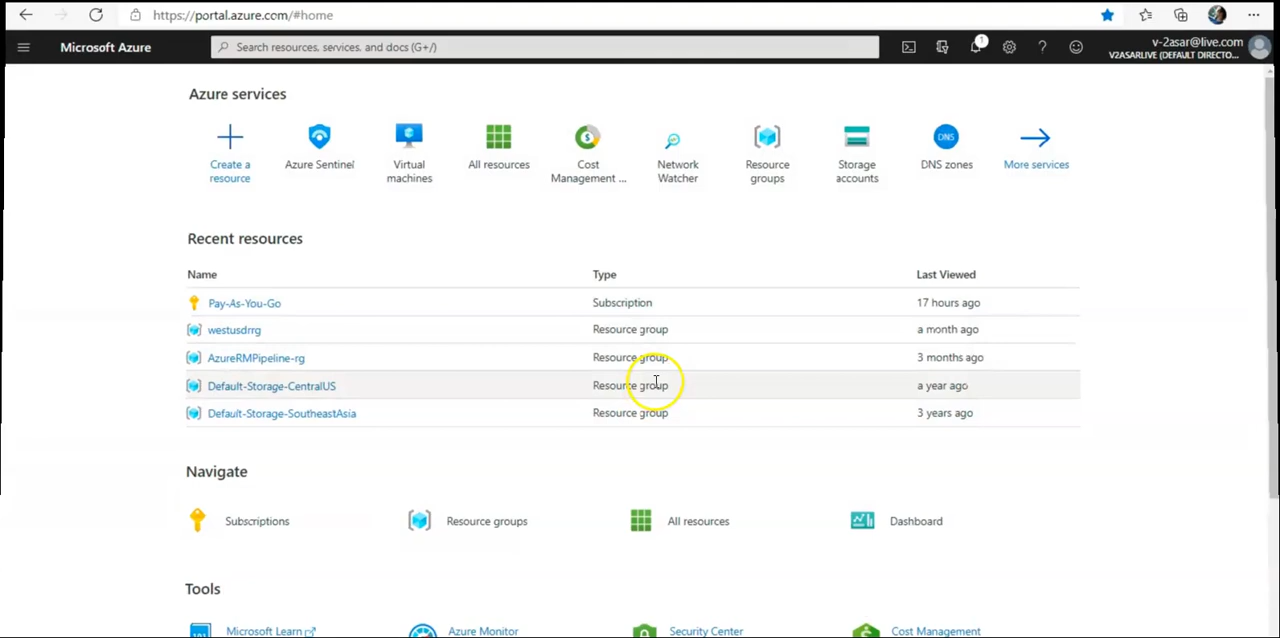 https://portal.azure.com/#home
Microsoft Azure
Search resources, services, and docs (G+/)
1
v-2asar@live.com
V2ASARLIVE (DEFAULT DIRECTO...
Azure services
Create a resource
Azure Sentinel
Virtual machines
All resources
Cost Management ...
Network Watcher
Resource groups
Storage accounts
DNS
DNS zones
More services
Recent resources
Name Type Last Viewed
Pay-As-You-Go Subscription 17 hours ago
westusdrrg Resource group a month ago
AzureRMPipeline-rg Resource group 3 months ago
Default-Storage-CentralUS Resource group a year ago
Default-Storage-SoutheastAsia Resource group 3 years ago
Navigate
Subscriptions Resource groups All resources Dashboard
Tools
Microsoft Learn Azure Monitor Security Center Cost Management